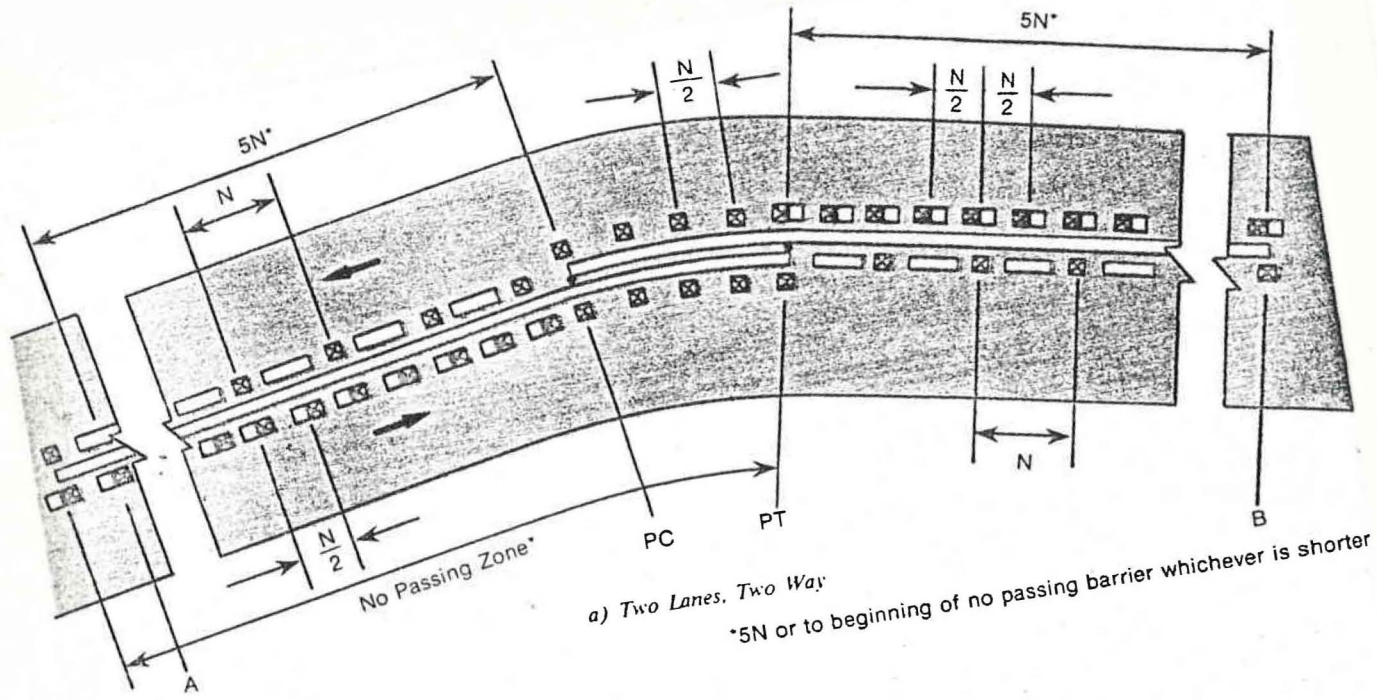 5N*
N/2
N/2 N/2
5N*
N
N
N/2
No Passing Zone*
PC
PT
B
A
a) Two Lanes, Two Way
*5N or to beginning of no passing barrier whichever is shorter